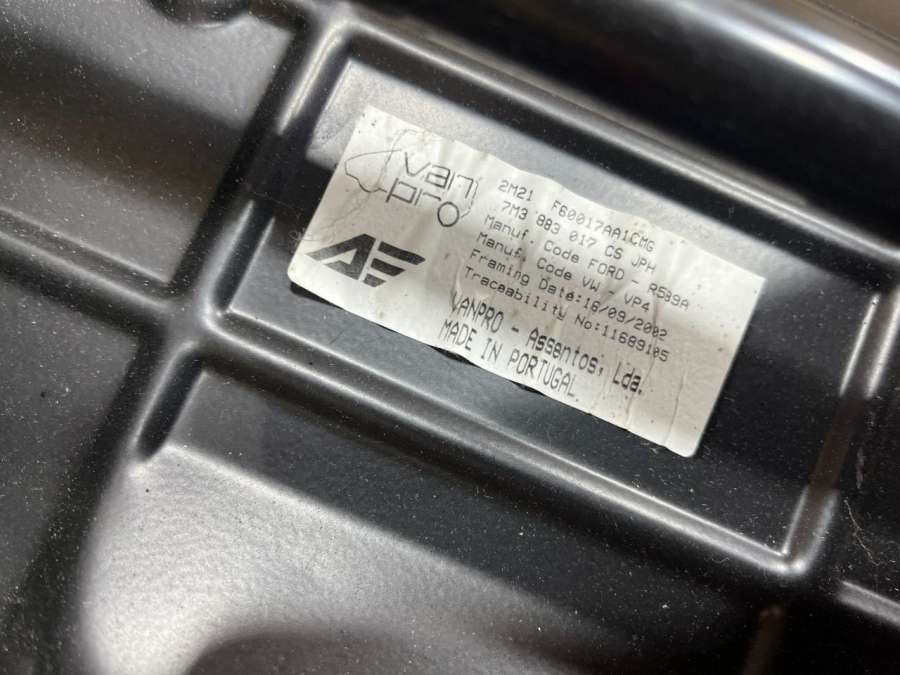 van
pro
AE
2M21 F60017AA1CMG
7M3 883 017 CS JPH
Manuf. Code FORD - R589A
Manuf. Code VW / VP4
Framing Date:16/09/2002
Traceability No:11689105
VANPRO - Assentos, Lda.
MADE IN PORTUGAL